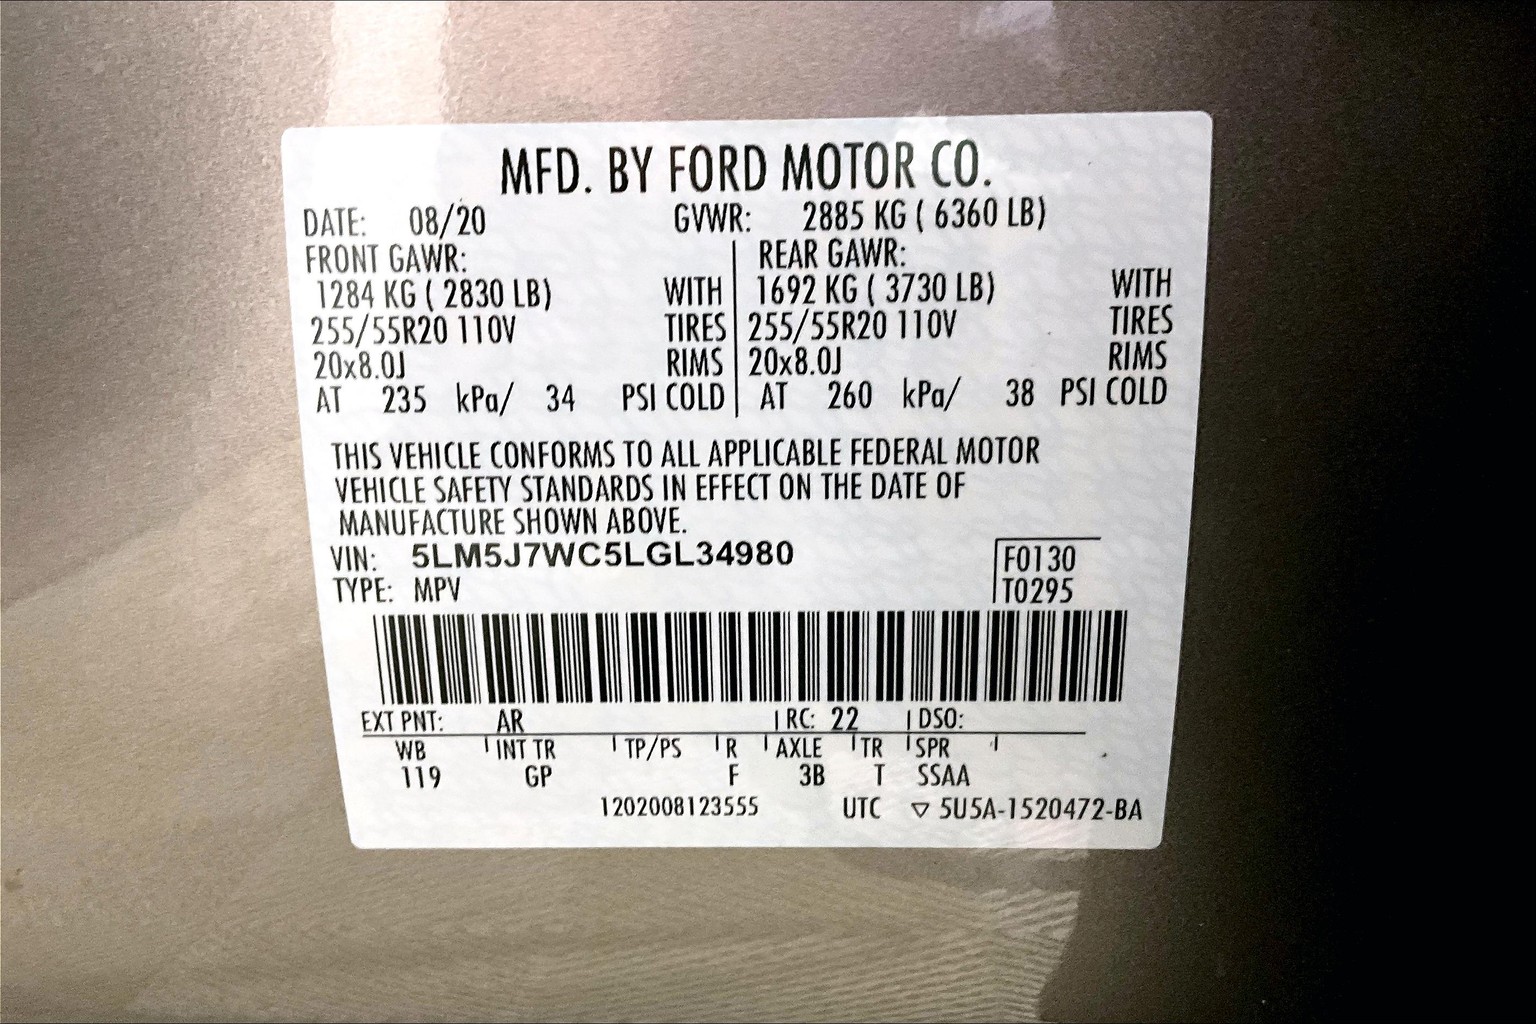 MFD. BY FORD MOTOR CO.
DATE: 08/20 GVWR: 2885 KG ( 6360 LB)
FRONT GAWR: REAR GAWR:
1284 KG ( 2830 LB) WITH 1692 KG ( 3730 LB) WITH
255/55R20 110V TIRES 255/55R20 110V TIRES
20x8.0J RIMS 20x8.0J RIMS
AT 235 kPa/ 34 PSI COLD AT 260 kPa/ 38 PSI COLD
THIS VEHICLE CONFORMS TO ALL APPLICABLE FEDERAL MOTOR
VEHICLE SAFETY STANDARDS IN EFFECT ON THE DATE OF
MANUFACTURE SHOWN ABOVE.
VIN: 5LM5J7WC5LGL34980 F0130
TYPE: MPV T0295
EXT PNT: AR RC: 22 DSO:
WB INT TR TP/PS R AXLE TR SPR
119 GP F 3B T SSAA
1202008123555 UTC ▽ 5U5A-1520472-BA